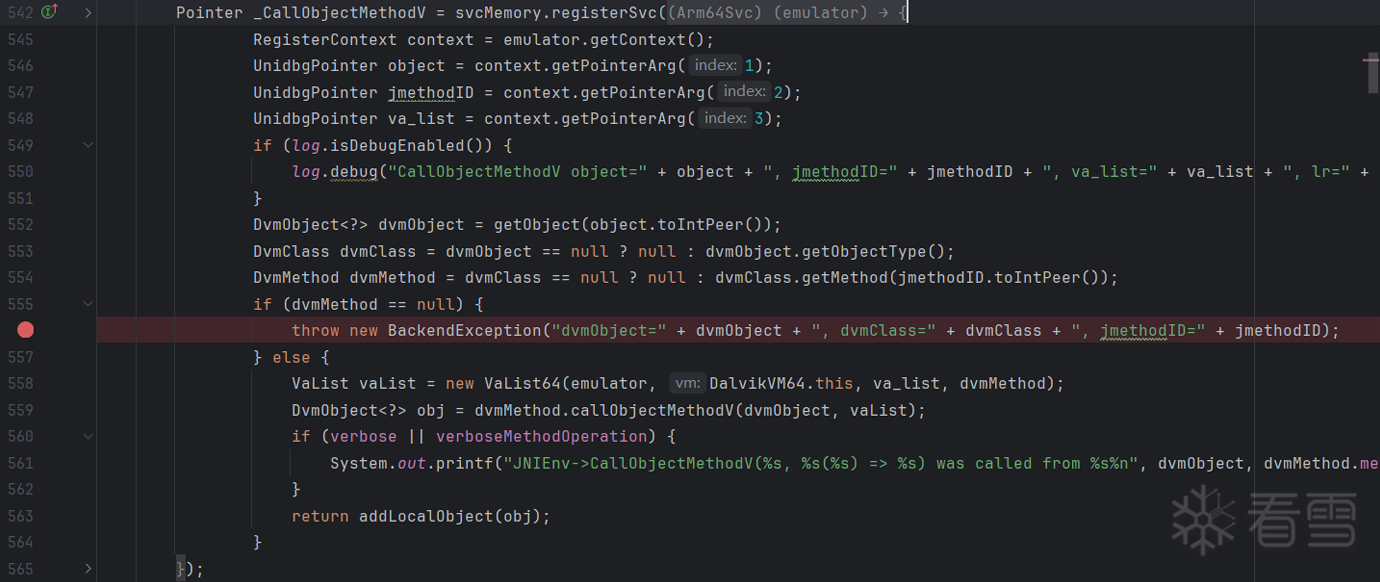 542 Pointer _CallObjectMethodV = svcMemory.registerSvc((Arm64Svc) (emulator) → {
545 RegisterContext context = emulator.getContext();
546 UnidbgPointer object = context.getPointerArg( index: 1);
547 UnidbgPointer jmethodID = context.getPointerArg( index: 2);
548 UnidbgPointer va_list = context.getPointerArg( index: 3);
549 if (log.isDebugEnabled()) {
550 log.debug("CallObjectMethodV object=" + object + ", jmethodID=" + jmethodID + ", va_list=" + va_list + ", lr=" +
551 }
552 DvmObject<?> dvmObject = getObject(object.toIntPeer());
553 DvmClass dvmClass = dvmObject == null ? null : dvmObject.getObjectType();
554 DvmMethod dvmMethod = dvmClass == null ? null : dvmClass.getMethod(jmethodID.toIntPeer());
555 if (dvmMethod == null) {
throw new BackendException("dvmObject=" + dvmObject + ", dvmClass=" + dvmClass + ", jmethodID=" + jmethodID);
557 } else {
558 VaList vaList = new VaList64(emulator, vm: DalvikVM64.this, va_list, dvmMethod);
559 DvmObject<?> obj = dvmMethod.callObjectMethodV(dvmObject, vaList);
560 if (verbose || verboseMethodOperation) {
561 System.out.printf("JNIEnv->CallObjectMethodV(%s, %s(%s) => %s) was called from %s%n", dvmObject, dvmMethod.me
562 }
563 return addLocalObject(obj);
564 }
565 });
看雪